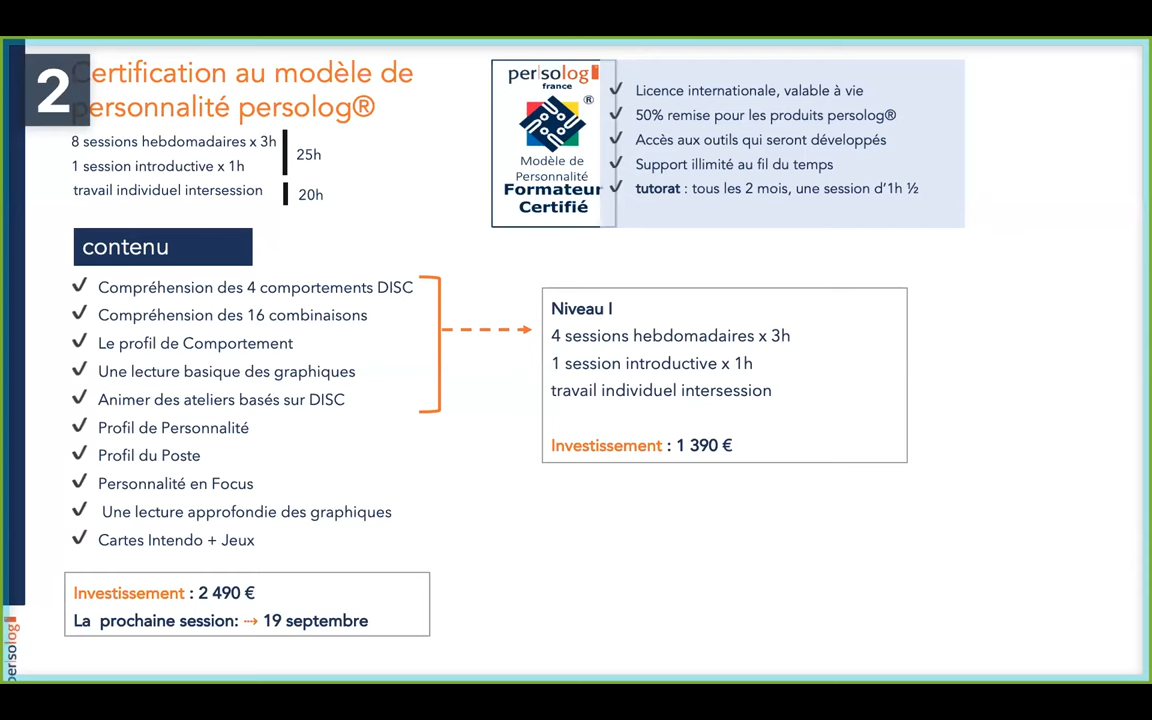 2
Certification au modèle de
personnalité persolog®
8 sessions hebdomadaires x 3h
1 session introductive x 1h
25h
travail individuel intersession
20h
persolog
france
®
Modèle de
Personnalité
Formateur
Certifié
Licence internationale, valable à vie
50% remise pour les produits persolog®
Accès aux outils qui seront développés
Support illimité au fil du temps
tutorat : tous les 2 mois, une session d'1h ½
contenu
Compréhension des 4 comportements DISC
Compréhension des 16 combinaisons
Le profil de Comportement
Une lecture basique des graphiques
Animer des ateliers basés sur DISC
Profil de Personnalité
Profil du Poste
Personnalité en Focus
Une lecture approfondie des graphiques
Cartes Intendo + Jeux
Niveau I
4 sessions hebdomadaires x 3h
1 session introductive x 1h
travail individuel intersession
Investissement : 1 390 €
Investissement : 2 490 €
La prochaine session: ⇢ 19 septembre
persolog